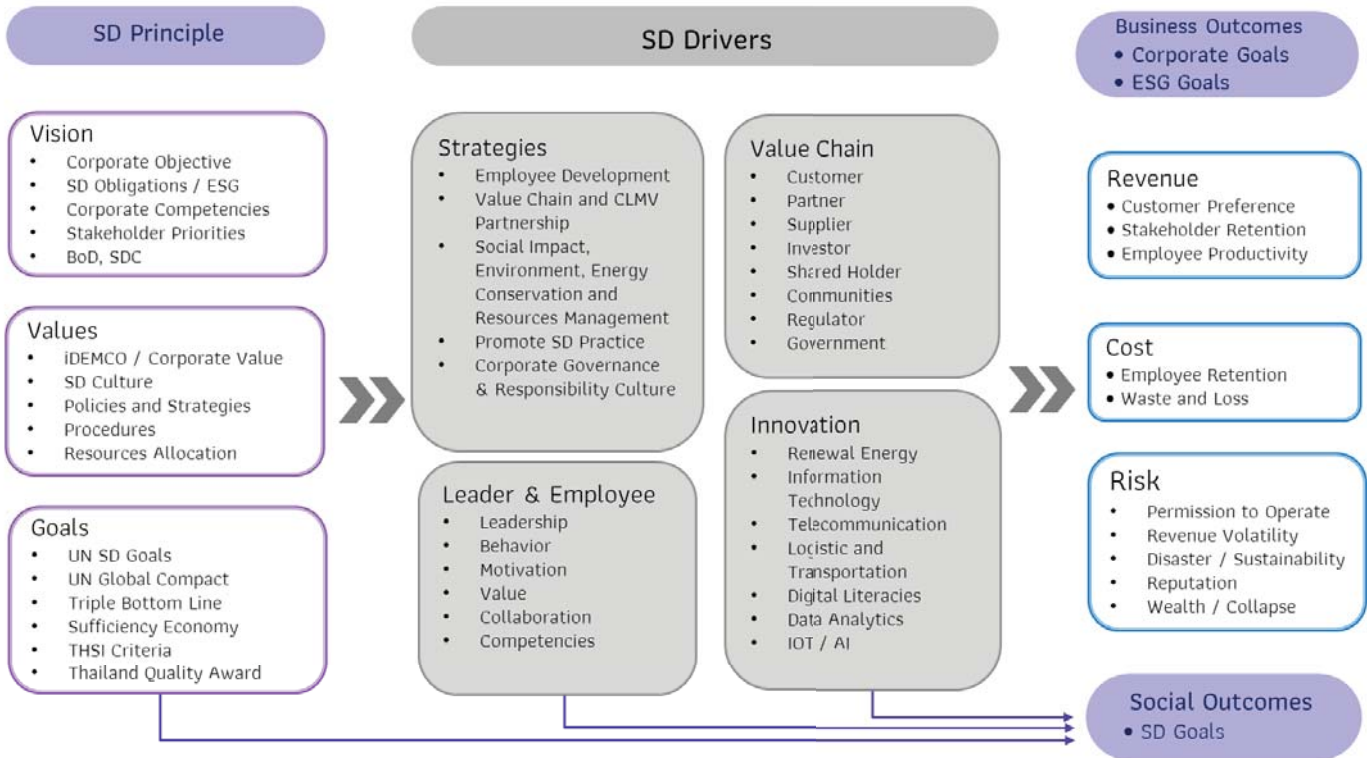 SD Principle
SD Drivers
Business Outcomes
• Corporate Goals
• ESG Goals
Vision
• Corporate Objective
• SD Obligations / ESG
• Corporate Competencies
• Stakeholder Priorities
• BoD, SDC
Values
• iDEMCO / Corporate Value
• SD Culture
• Policies and Strategies
• Procedures
• Resources Allocation
Goals
• UN SD Goals
• UN Global Compact
• Triple Bottom Line
• Sufficiency Economy
• THSI Criteria
• Thailand Quality Award
Strategies
• Employee Development
• Value Chain and CLMV
Partnership
• Social Impact,
Environment, Energy
Conservation and
Resources Management
• Promote SD Practice
• Corporate Governance
& Responsibility Culture
Leader & Employee
• Leadership
• Behavior
• Motivation
• Value
• Collaboration
• Competencies
Value Chain
• Customer
• Partner
• Supplier
• Investor
• Shared Holder
• Communities
• Regulator
• Government
Innovation
• Renewal Energy
• Information
Technology
• Telecommunication
• Logistic and
Transportation
• Digital Literacies
• Data Analytics
• IOT / AI
Revenue
• Customer Preference
• Stakeholder Retention
• Employee Productivity
Cost
• Employee Retention
• Waste and Loss
Risk
• Permission to Operate
• Revenue Volatility
• Disaster / Sustainability
• Reputation
• Wealth / Collapse
Social Outcomes
• SD Goals